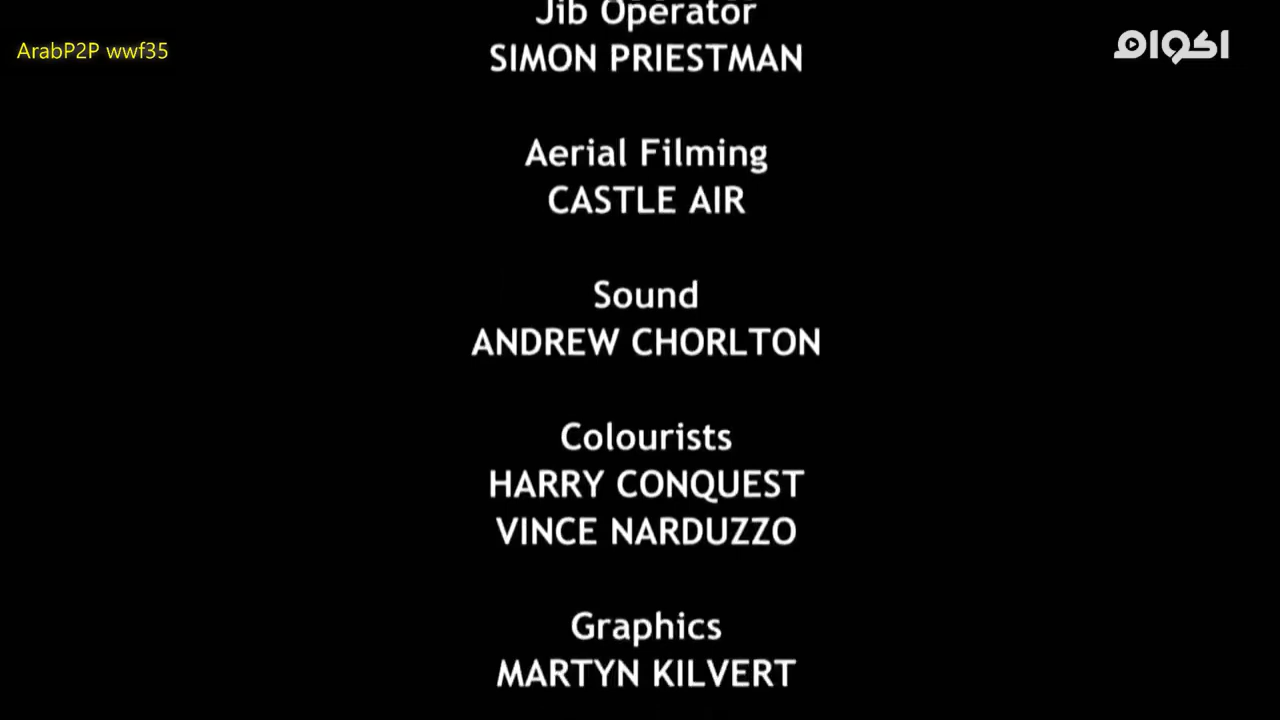 Jib Operator
ArabP2P wwf35
اكوام
SIMON PRIESTMAN
Aerial Filming
CASTLE AIR
Sound
ANDREW CHORLTON
Colourists
HARRY CONQUEST
VINCE NARDUZZO
Graphics
MARTYN KILVERT